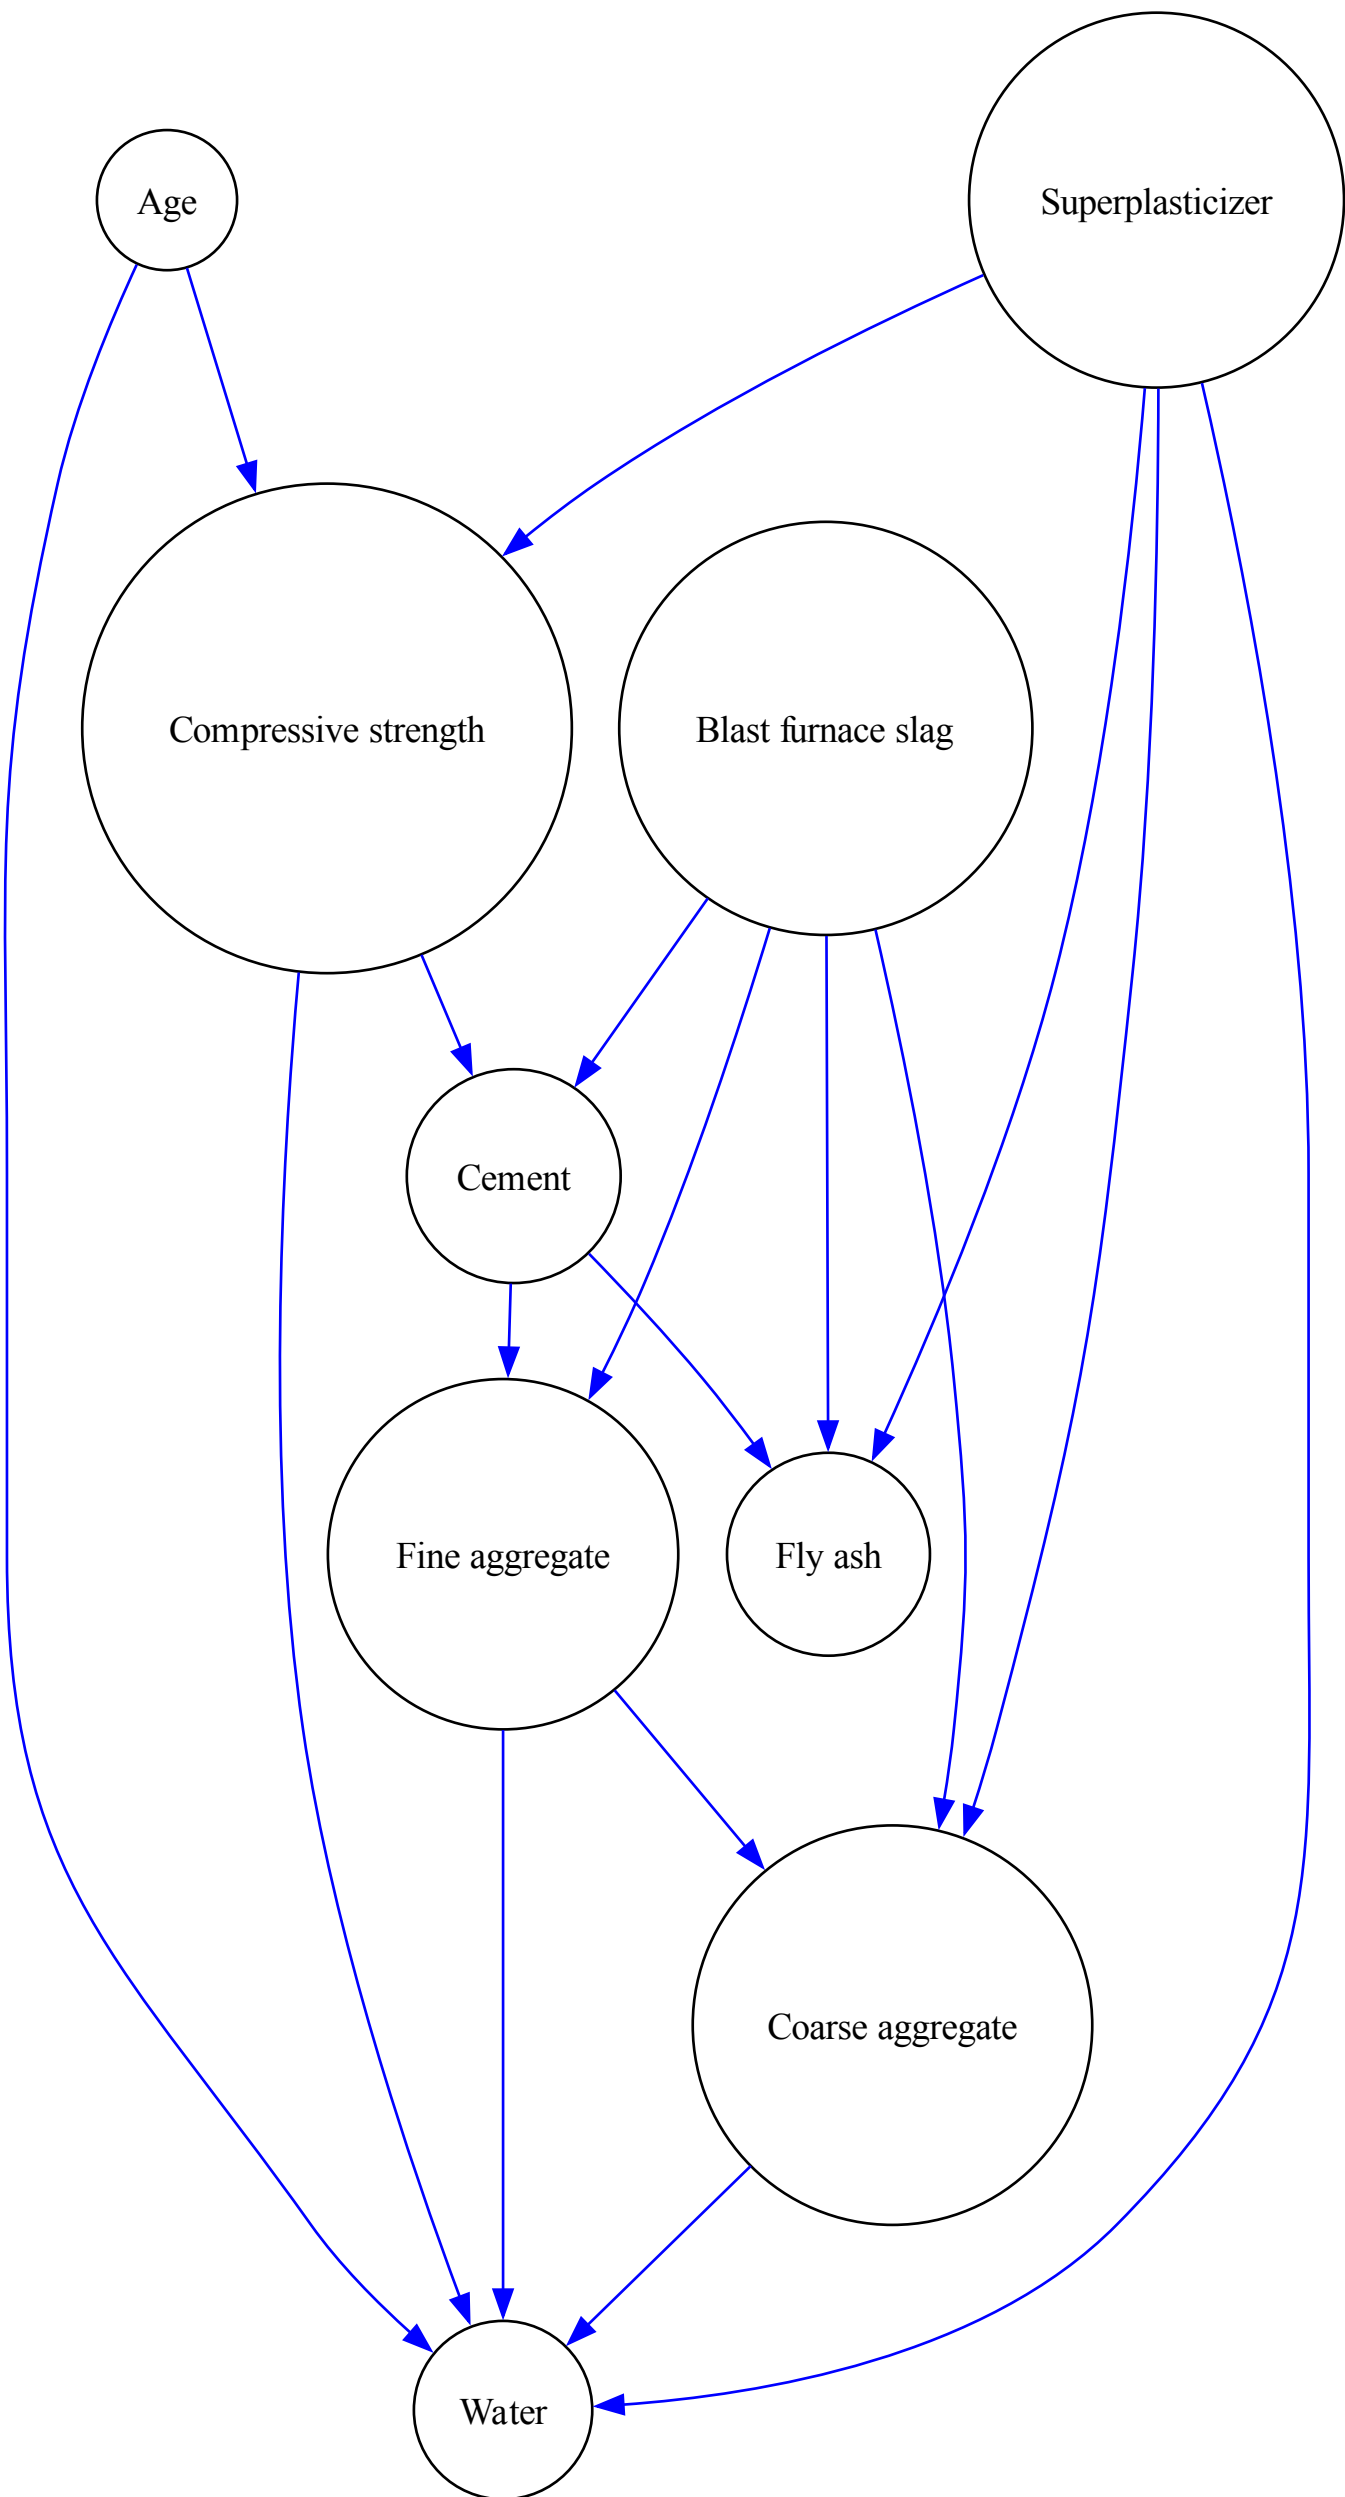 Age
Superplasticizer
Compressive strength
Blast furnace slag
Cement
Fine aggregate
Fly ash
Coarse aggregate
Water